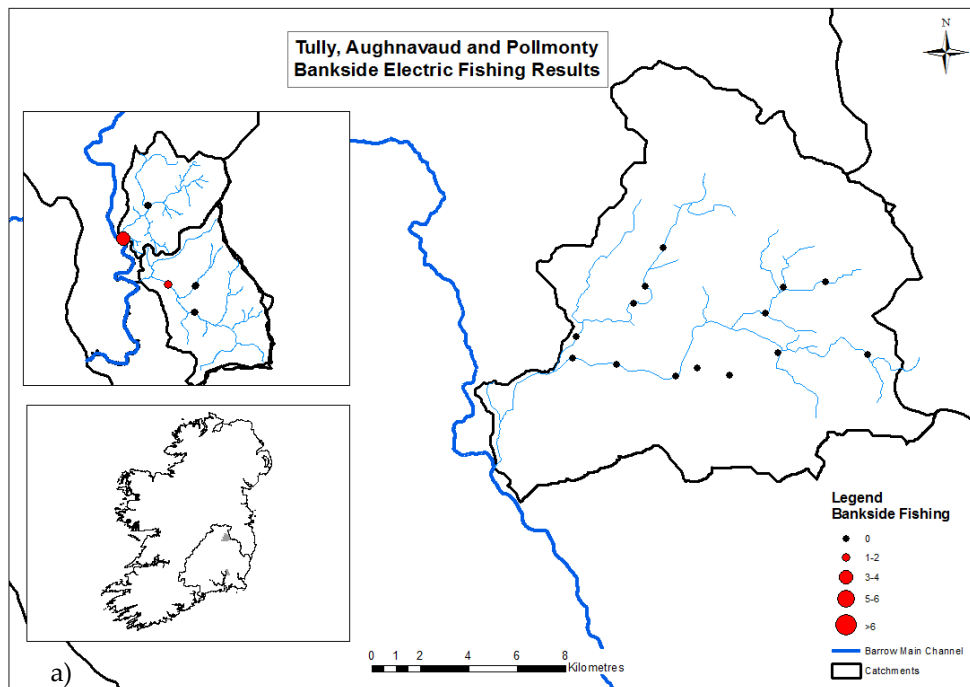 Tully, Aughnavaud and Pollmonty
Bankside Electric Fishing Results
N
Legend
Bankside Fishing
0
1-2
3-4
5-6
>6
Barrow Main Channel
Catchments
0 1 2 4 6 8
Kilometres
a)